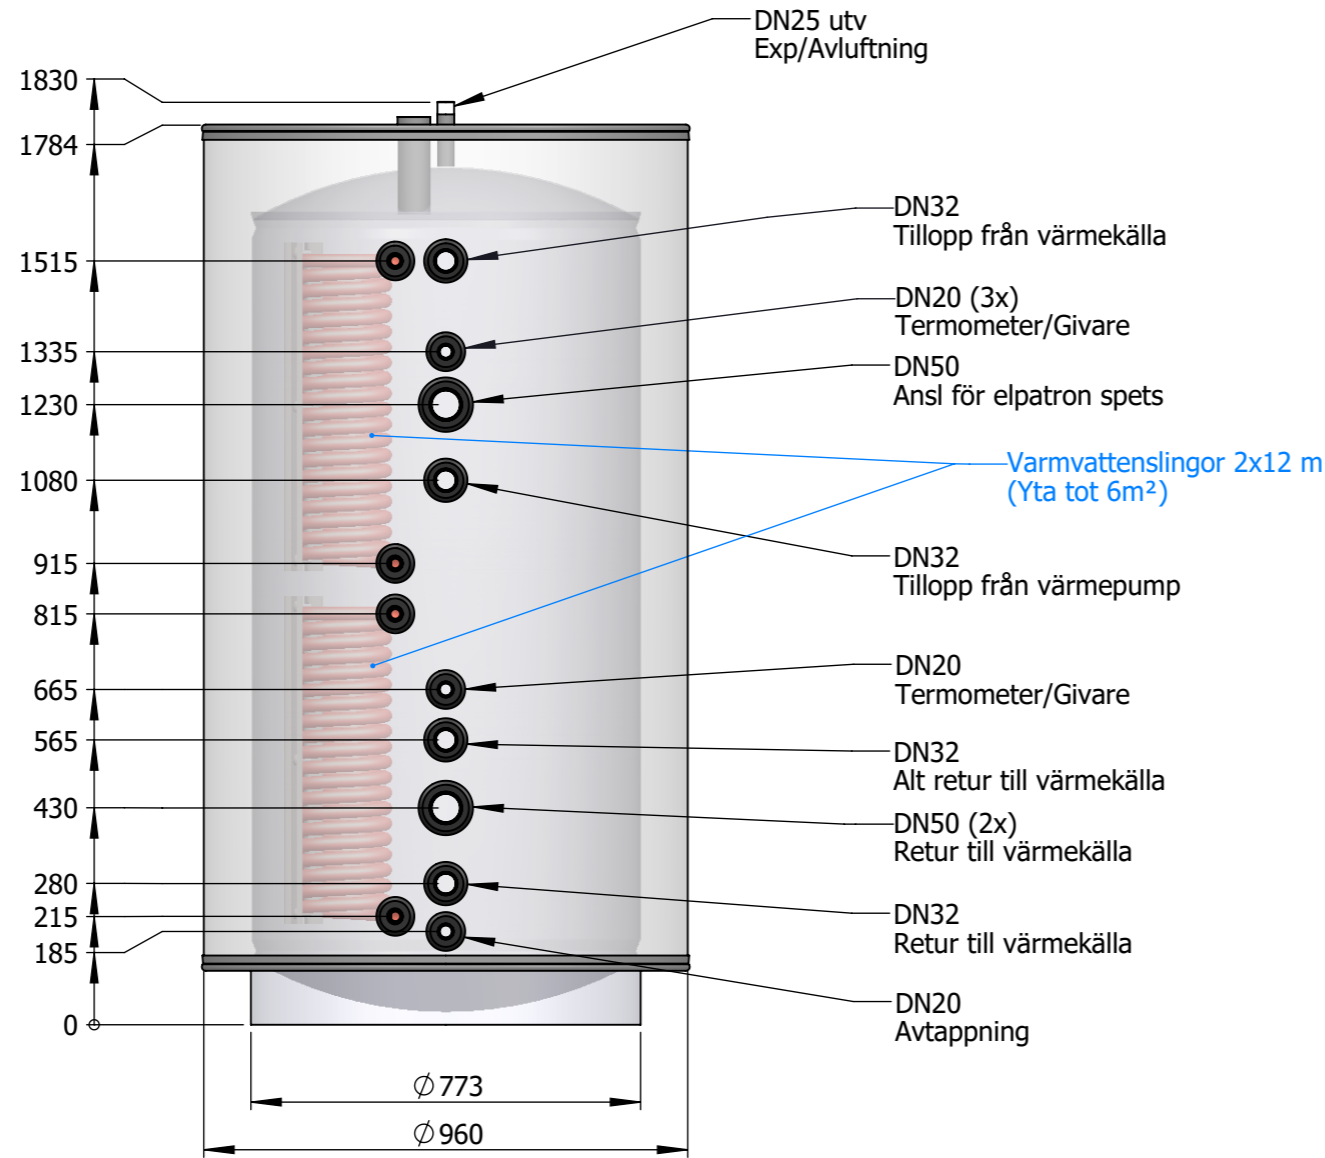 DN25 utv
Exp/Avluftning
1830
1784
DN32
Tillopp från värmekälla
1515
DN20 (3x)
Termometer/Givare
1335
DN50
Ansl för elpatron spets
1230
Varmvattenslingor 2x12 m
(Yta tot 6m²)
1080
DN32
Tillopp från värmepump
915
815
DN20
Termometer/Givare
665
565
DN32
Alt retur till värmekälla
430
DN50 (2x)
Retur till värmekälla
280
DN32
Retur till värmekälla
215
185
DN20
Avtappning
0
∅773
∅960